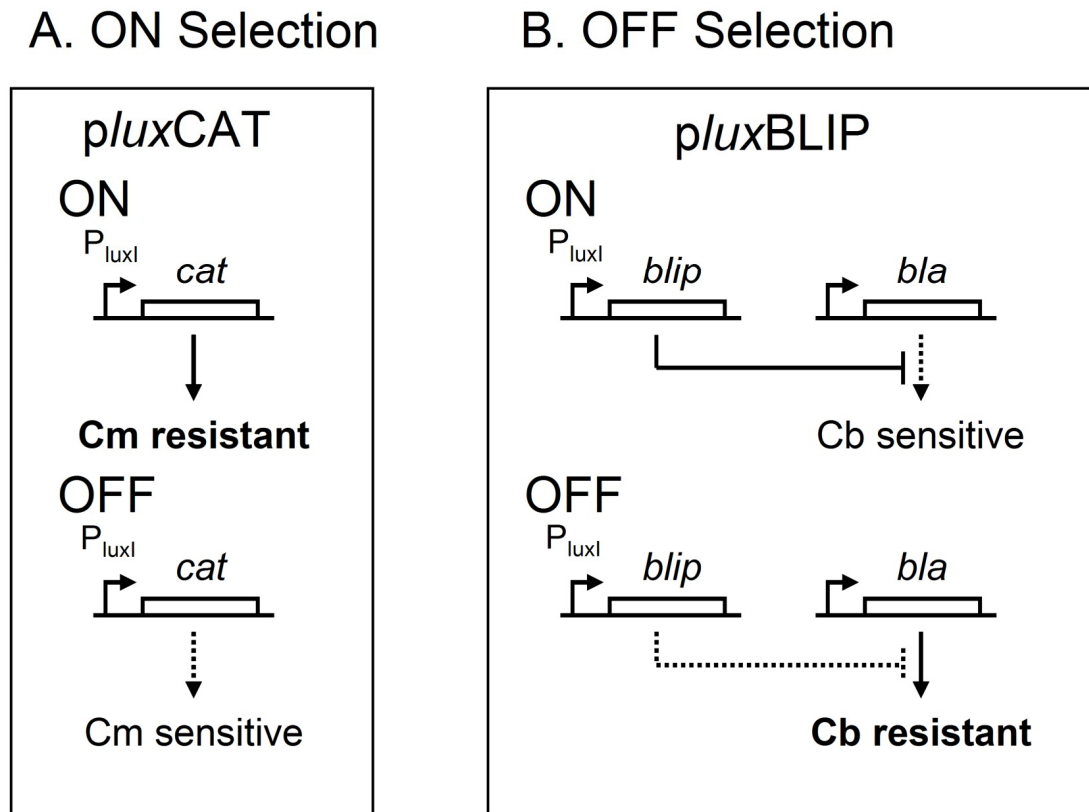 A. ON Selection
pluxCAT
ON
PluxI
cat
Cm resistant
OFF
PluxI
cat
Cm sensitive
B. OFF Selection
pluxBLIP
ON
PluxI
blip
bla
Cb sensitive
OFF
PluxI
blip
bla
Cb resistant